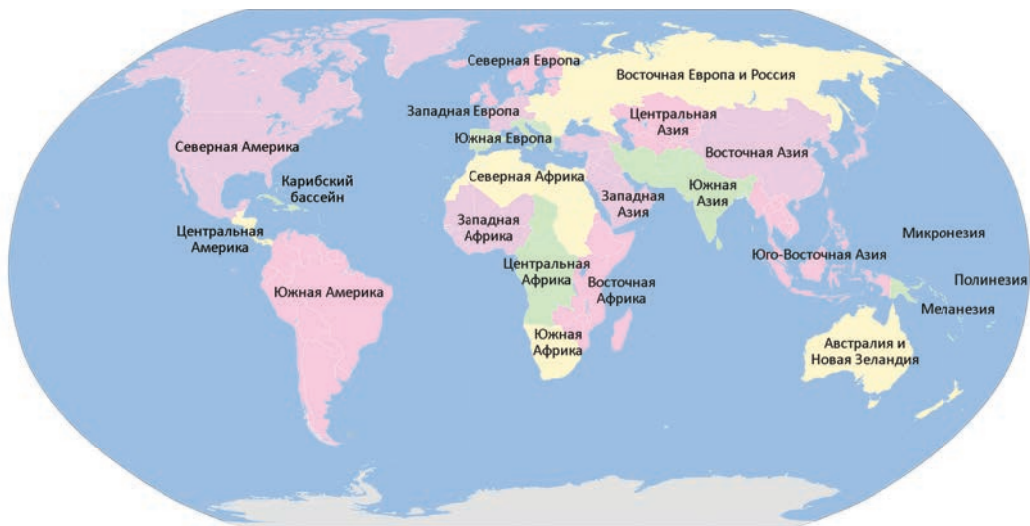 Северная Европа
Восточная Европа и Россия
Западная Европа
Центральная
Азия
Южная Европа
Северная Америка
Восточная Азия
Северная Африка
Карибский
бассейн
Южная
Азия
Западная
Азия
Западная
Африка
Центральная
Америка
Микронезия
Юго-Восточная Азия
Центральная
Африка
Восточная
Африка
Полинезия
Южная Америка
Меланезия
Южная
Африка
Австралия и
Новая Зеландия